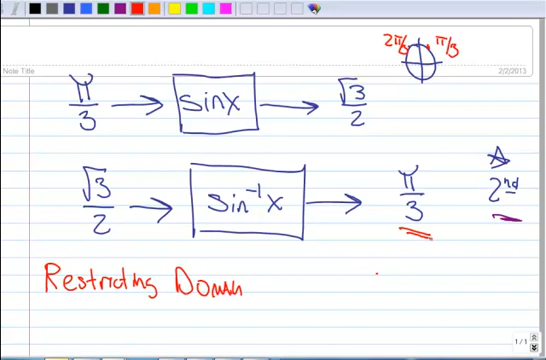 2π/3 π/3
Note Title
2/2/2013
π/3 → sinx → √3/2
√3/2 → sin⁻¹x → π/3
2nd
Restricting Domain
1/1